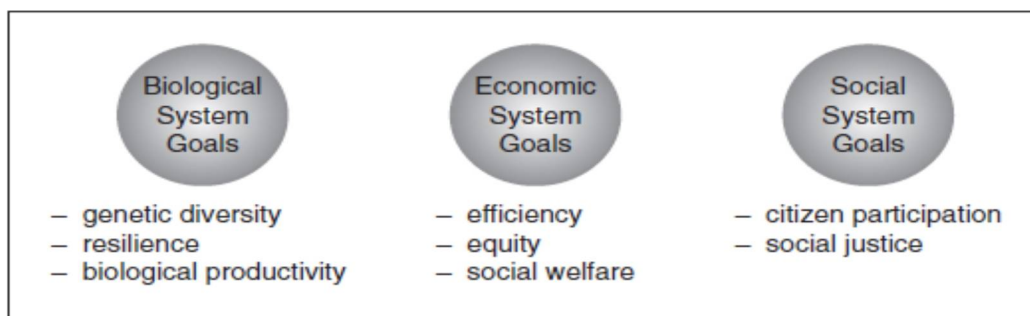 Biological
System
Goals
– genetic diversity
– resilience
– biological productivity
Economic
System
Goals
– efficiency
– equity
– social welfare
Social
System
Goals
– citizen participation
– social justice